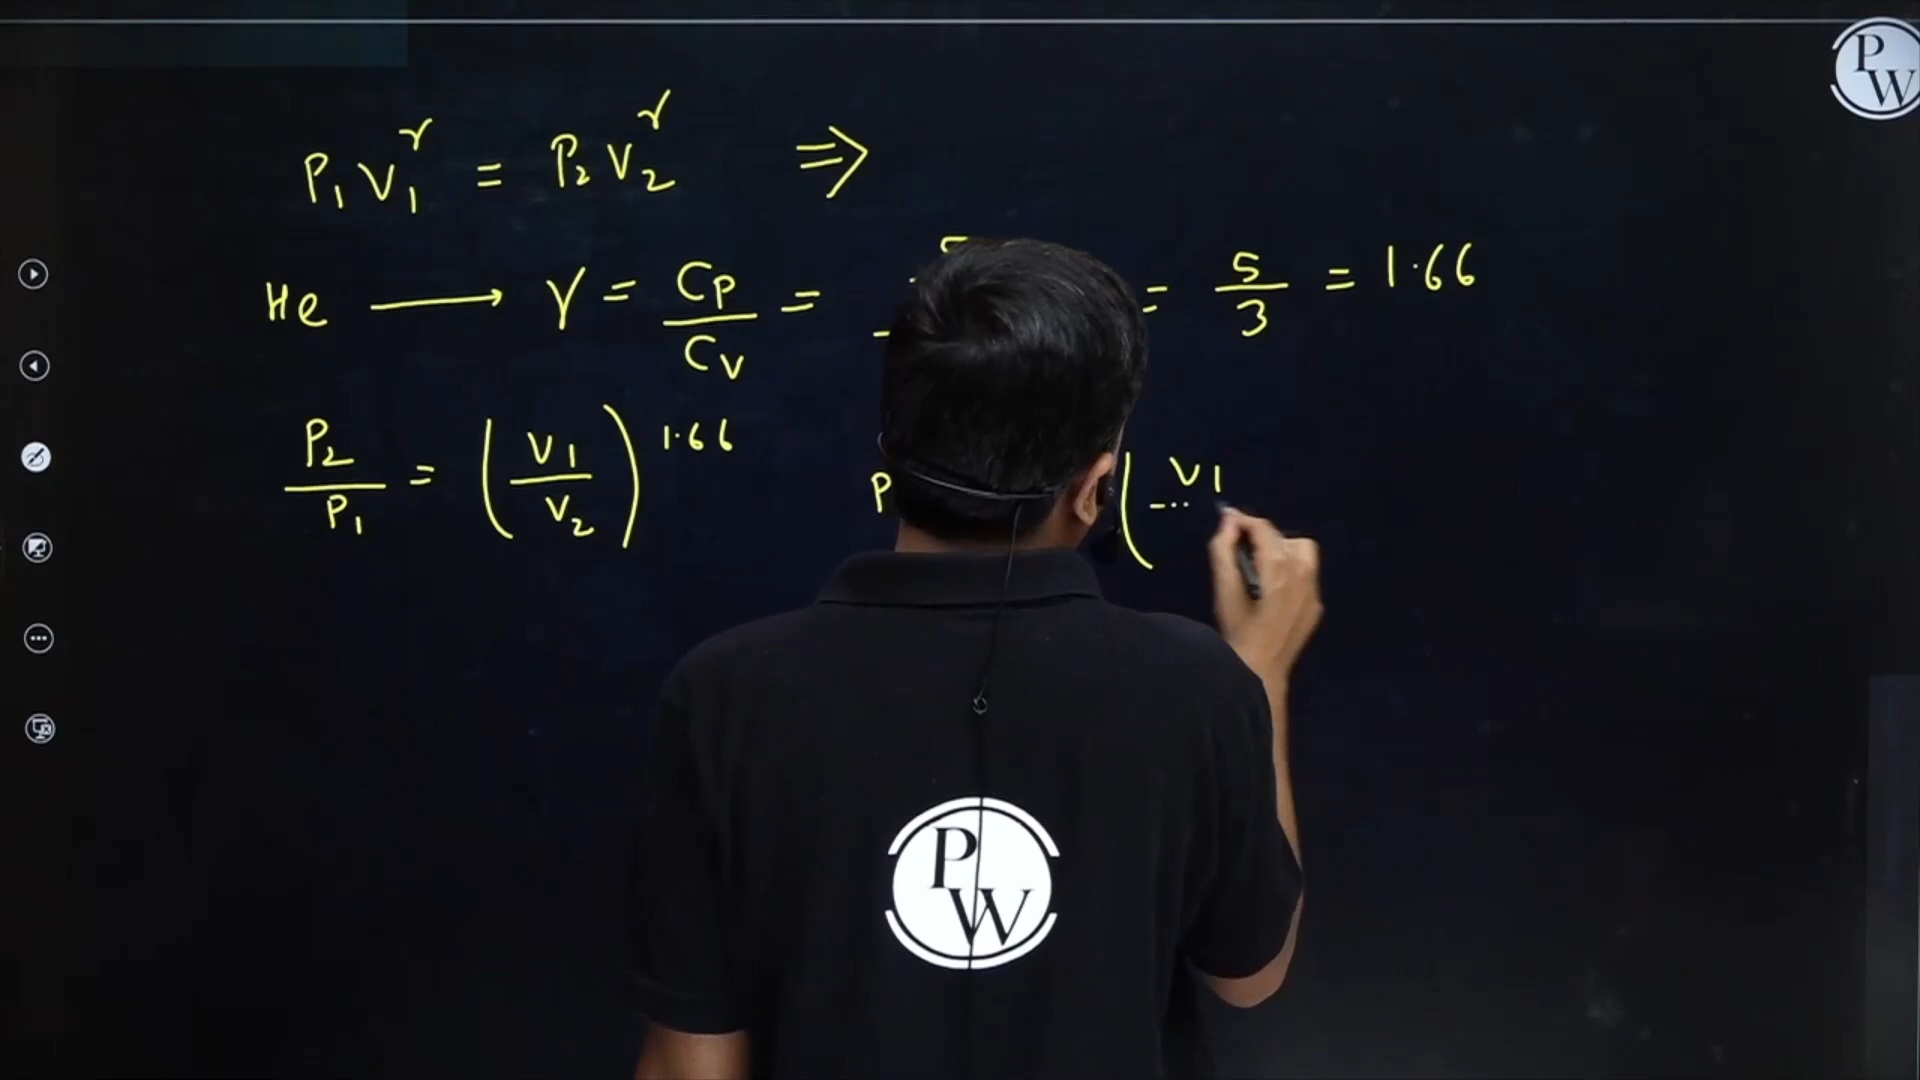 PW
P₁V₁^γ = P₂V₂^γ ⇒
He ⟶ γ = Cp/Cv = = 5/3 = 1.66
P₂/P₁ = (V₁/V₂)^1.66 P (V₁
PW